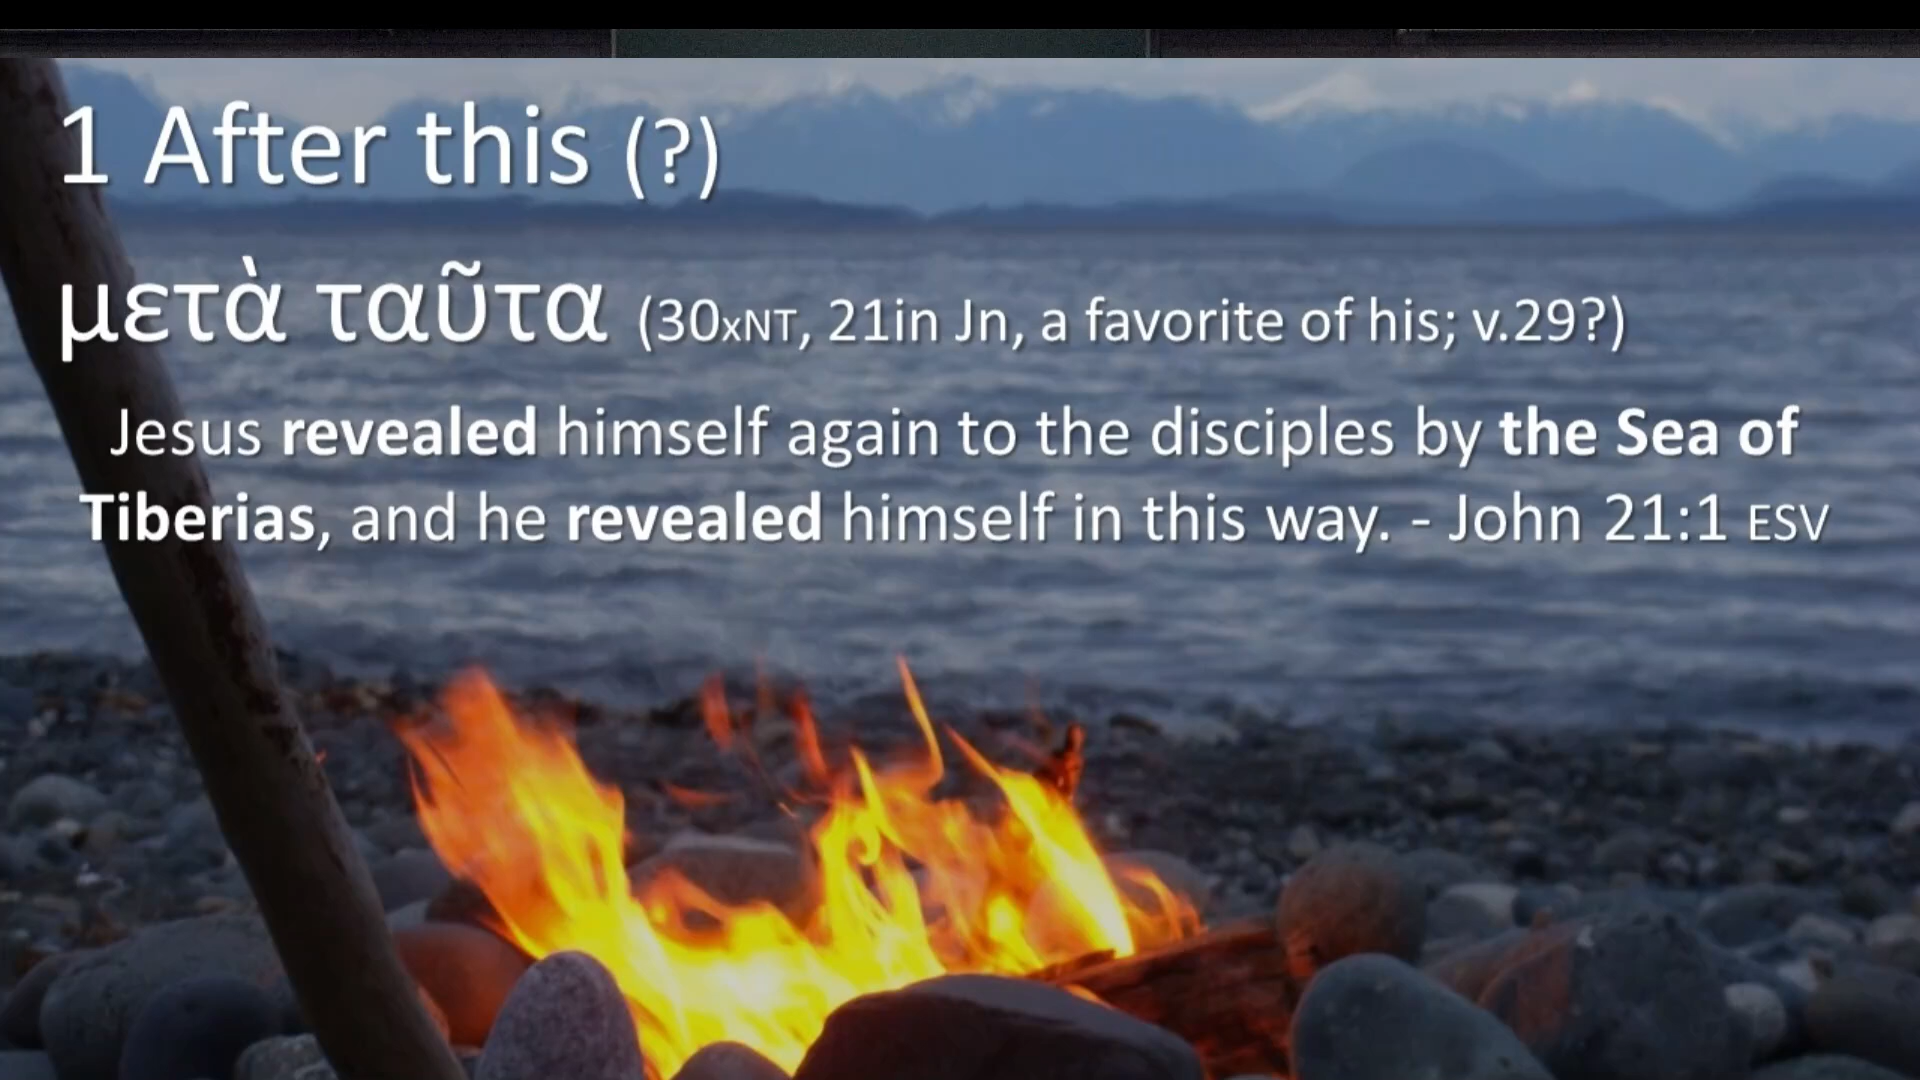 1 After this (?)
μετὰ ταῦτα (30xNT, 21in Jn, a favorite of his; v.29?)
Jesus revealed himself again to the disciples by the Sea of
Tiberias, and he revealed himself in this way. - John 21:1 ESV